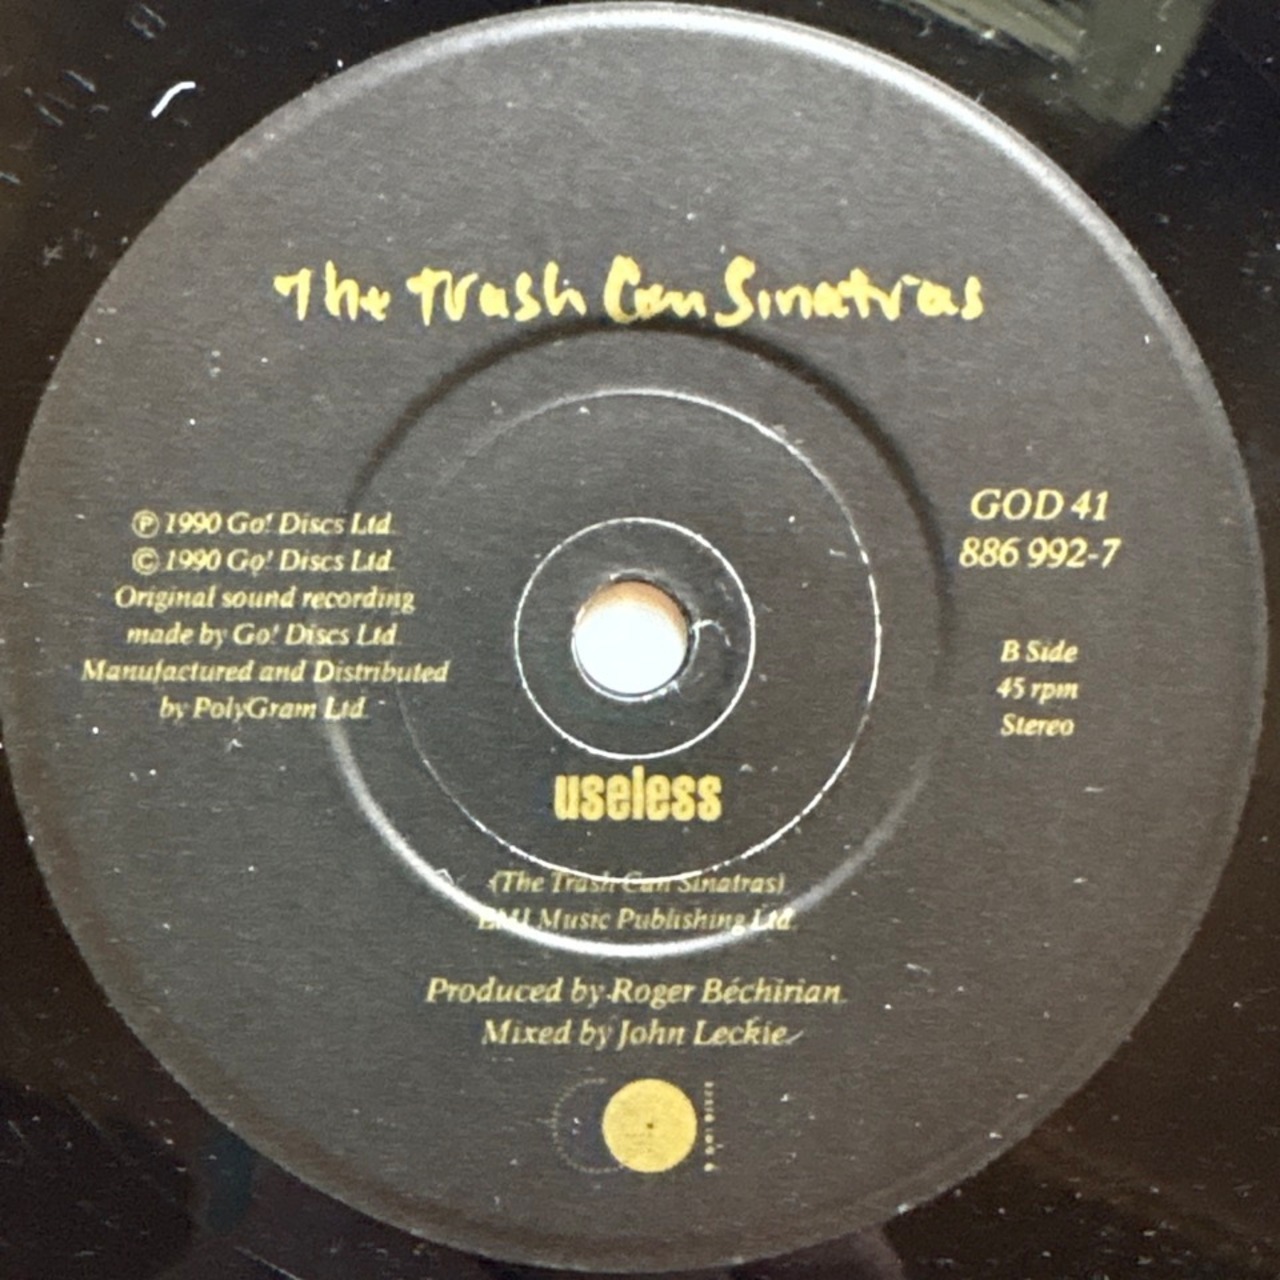 The Trash Can Sinatras
℗ 1990 Go! Discs Ltd.
© 1990 Go! Discs Ltd.
Original sound recording
made by Go! Discs Ltd.
Manufactured and Distributed
by PolyGram Ltd.
GOD 41
886 992-7
B Side
45 rpm
Stereo
useless
(The Trash Can Sinatras)
EMI Music Publishing Ltd.
Produced by Roger Béchirian.
Mixed by John Leckie